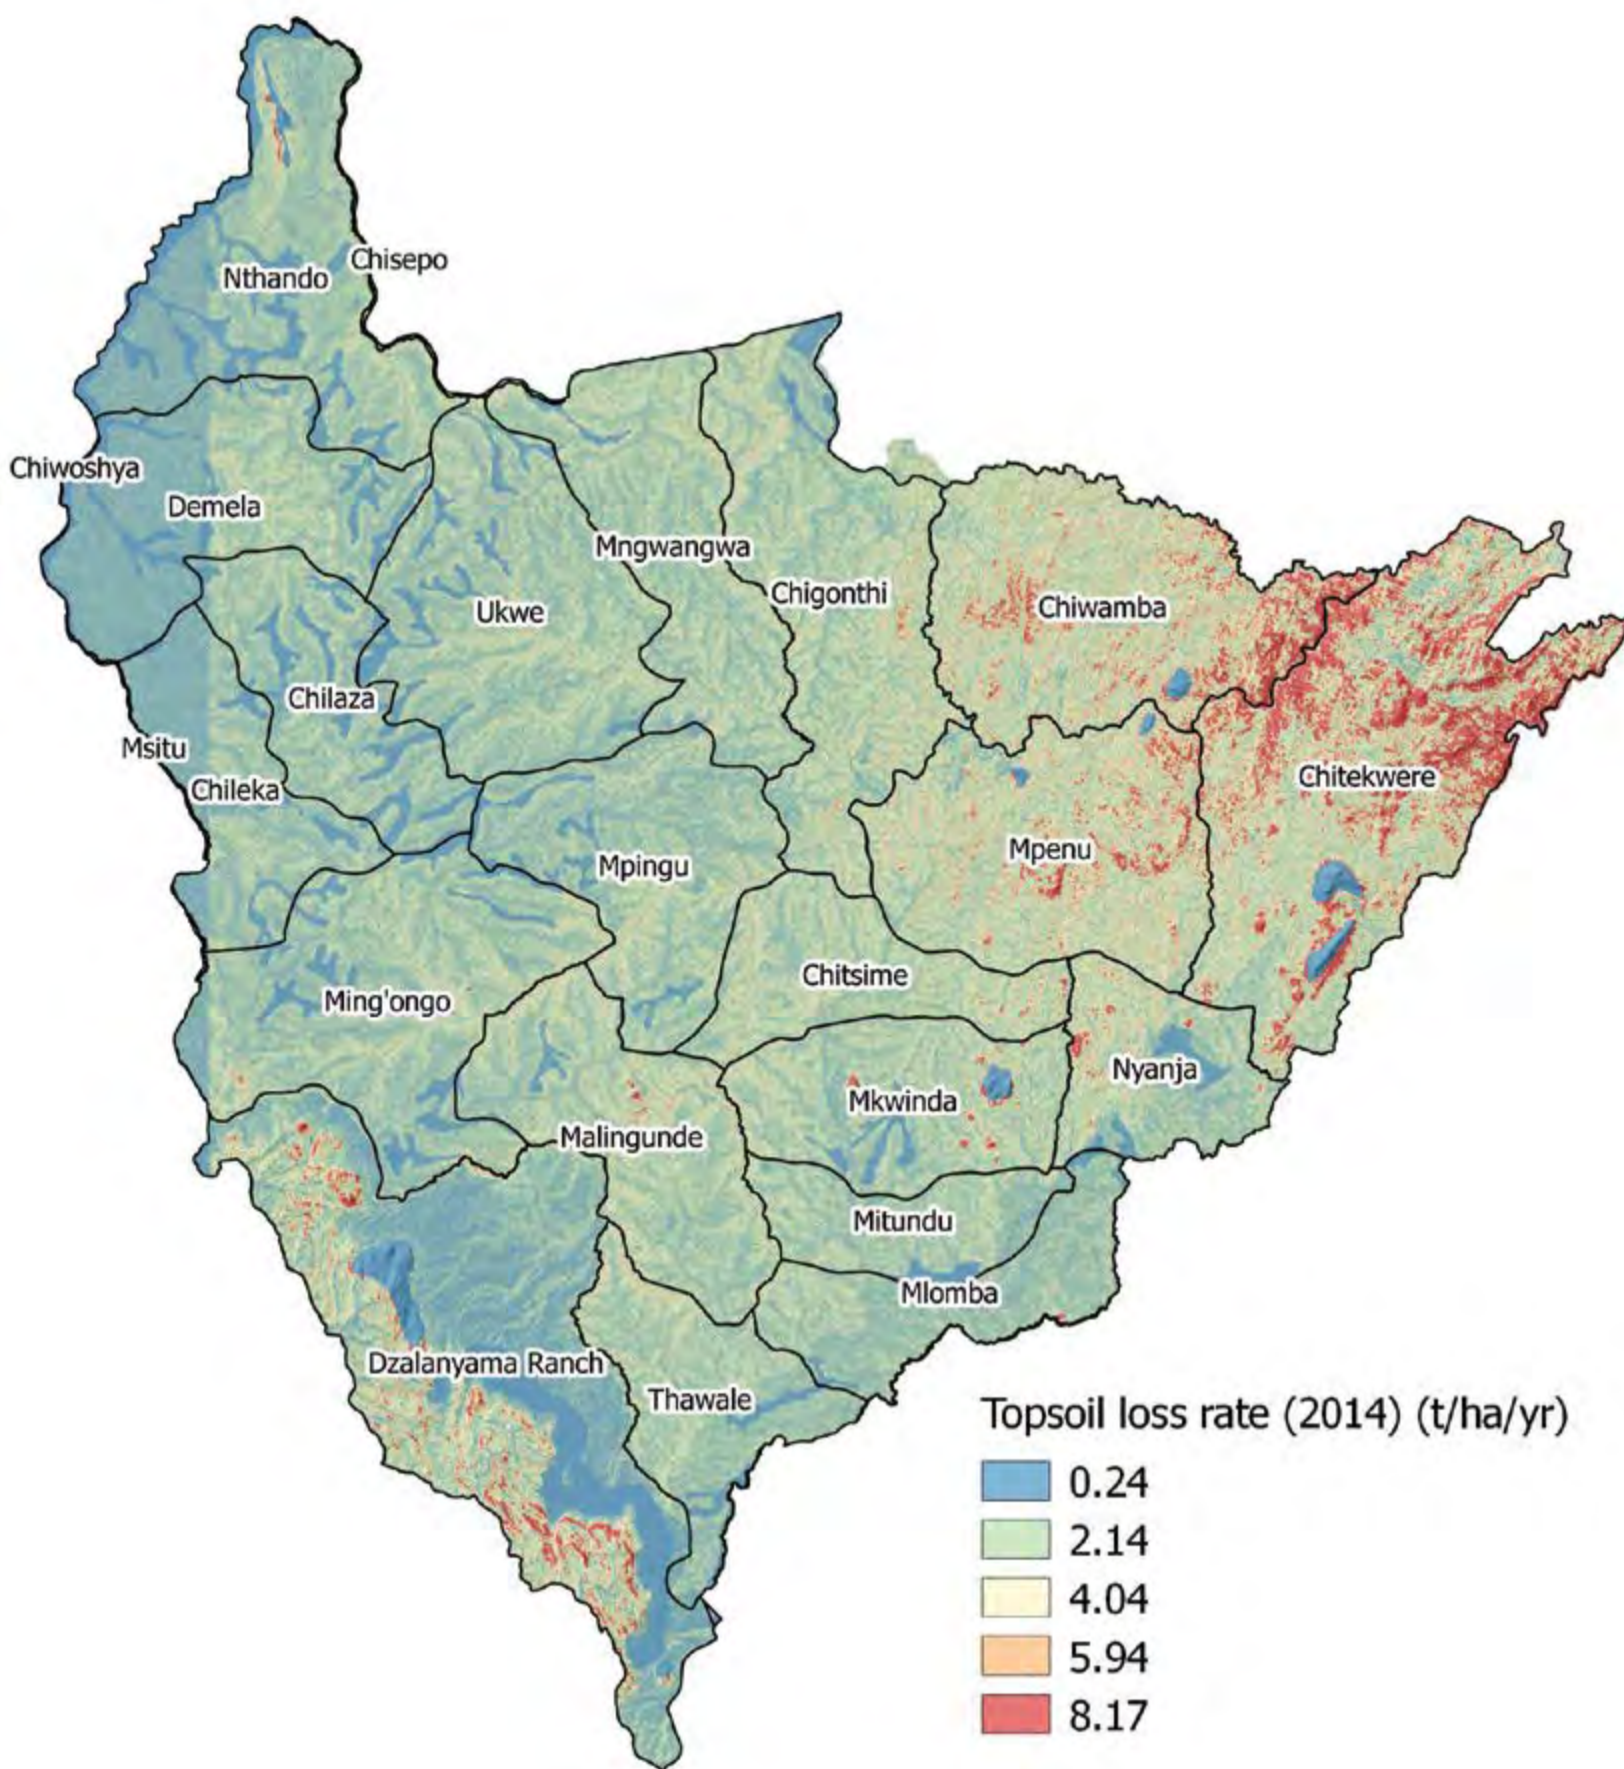 Chisepo
Nthando
Chiwoshya
Demela
Mngwangwa
Chigonthi
Chiwamba
Ukwe
Chilaza
Msitu
Chileka
Chitekwere
Mpenu
Mpingu
Chitsime
Ming'ongo
Nyanja
Mkwinda
Malingunde
Mitundu
Mlomba
Dzalanyama Ranch
Thawale
Topsoil loss rate (2014) (t/ha/yr)
0.24
2.14
4.04
5.94
8.17